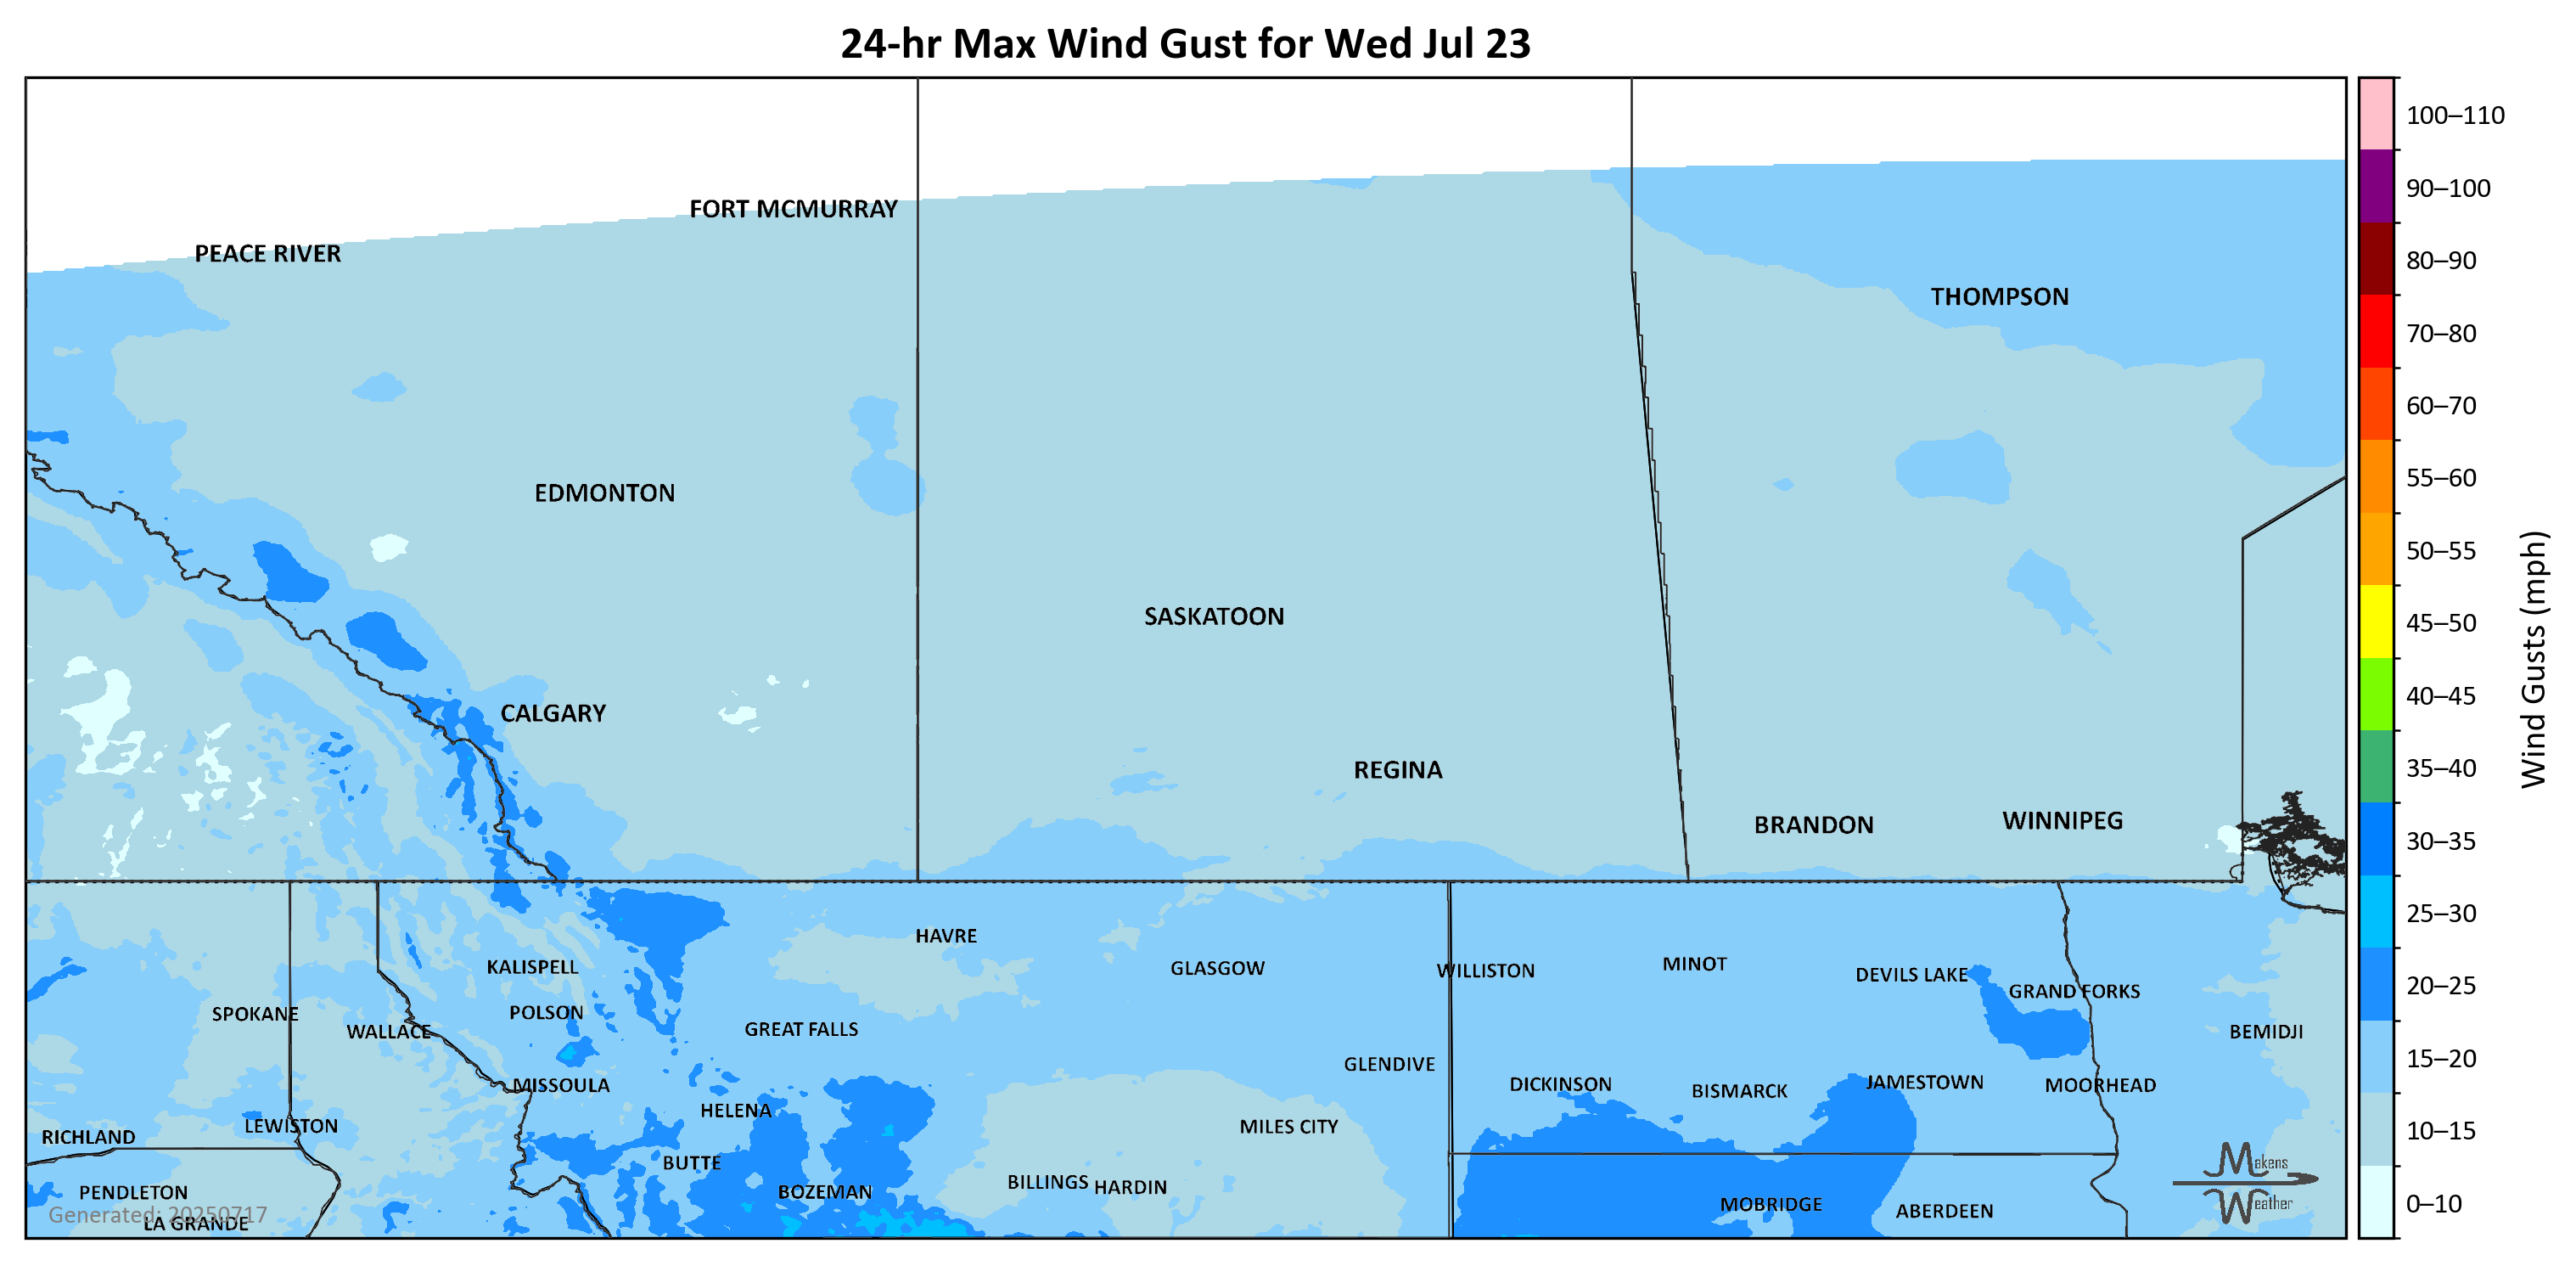 24-hr Max Wind Gust for Wed Jul 23
100–110
90–100
80–90
70–80
60–70
55–60
50–55
45–50
40–45
35–40
30–35
25–30
20–25
15–20
10–15
0–10
Wind Gusts (mph)
FORT MCMURRAY
PEACE RIVER
THOMPSON
EDMONTON
SASKATOON
CALGARY
REGINA
BRANDON
WINNIPEG
HAVRE
KALISPELL
GLASGOW
WILLISTON
MINOT
DEVILS LAKE
GRAND FORKS
SPOKANE
POLSON
WALLACE
GREAT FALLS
BEMIDJI
GLENDIVE
MISSOULA
DICKINSON
BISMARCK
JAMESTOWN
MOORHEAD
HELENA
LEWISTON
MILES CITY
RICHLAND
BUTTE
BOZEMAN
BILLINGS
HARDIN
PENDLETON
MOBRIDGE
ABERDEEN
Generated: 20250717
LA GRANDE
Makens
Weather